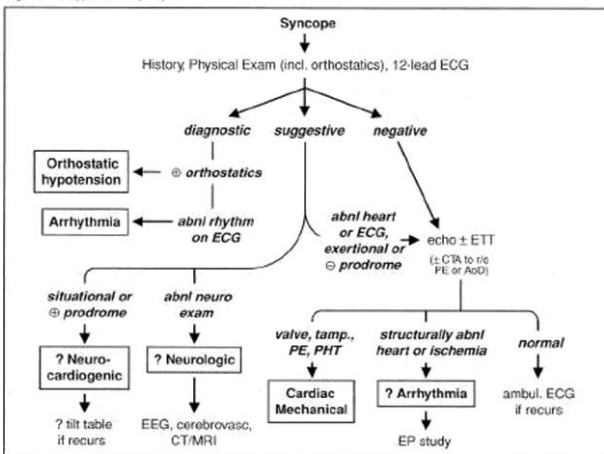 Syncope
History, Physical Exam (incl. orthostatics), 12-lead ECG
diagnostic
suggestive
negative
Orthostatic
hypotension
⊕ orthostatics
Arrhythmia
abnl rhythm
on ECG
abnl heart
or ECG,
exertional or
⊖ prodrome
echo ± ETT
(± CTA to r/o
PE or AoD)
situational or
⊕ prodrome
abnl neuro
exam
? Neuro-
cardiogenic
? Neurologic
? tilt table
if recurs
EEG, cerebrovasc,
CT/MRI
valve, tamp.,
PE, PHT
structurally abnl
heart or ischemia
normal
Cardiac
Mechanical
? Arrhythmia
ambul. ECG
if recurs
EP study